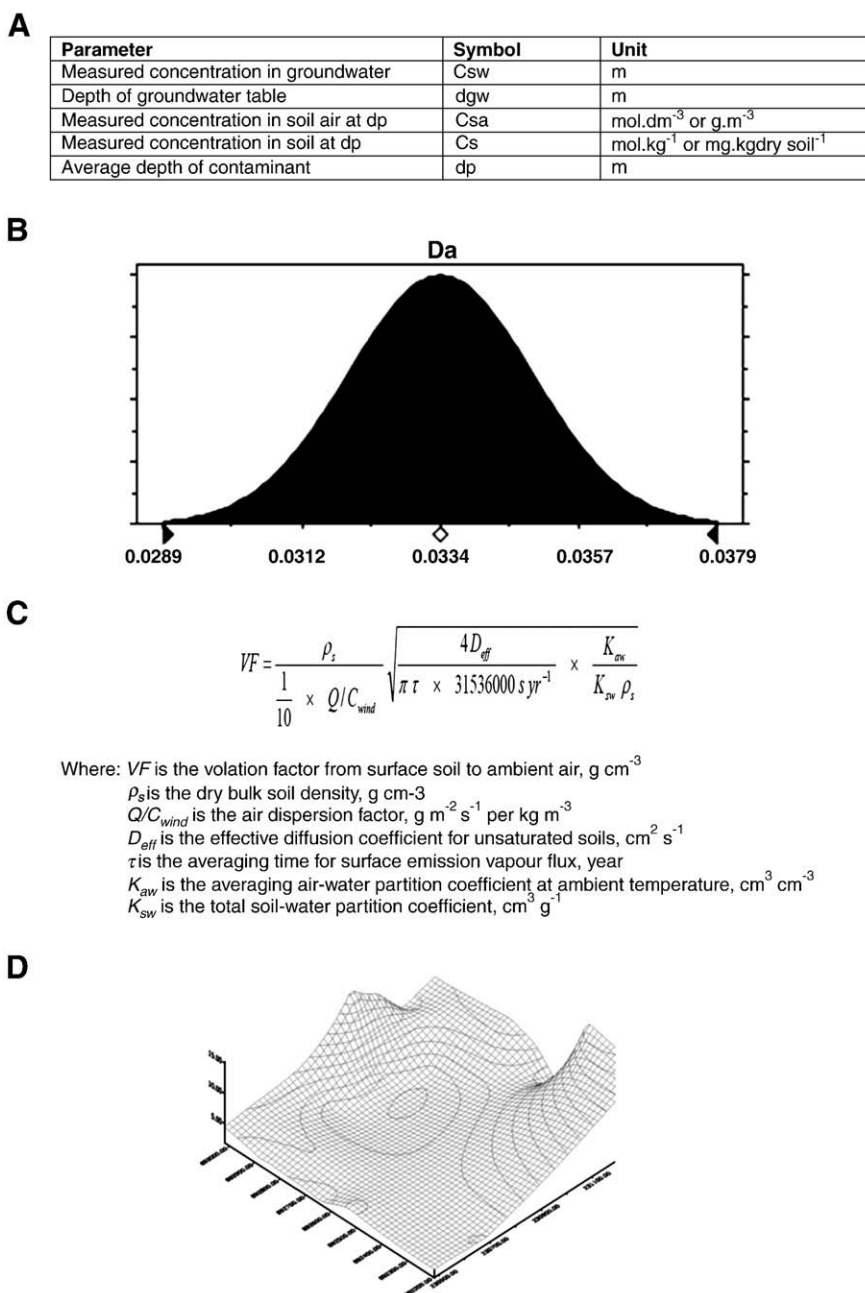 A
Parameter Symbol Unit
Measured concentration in groundwater Csw m
Depth of groundwater table dgw m
Measured concentration in soil air at dp Csa mol.dm⁻³ or g.m⁻³
Measured concentration in soil at dp Cs mol.kg⁻¹ or mg.kgdry soil⁻¹
Average depth of contaminant dp m
B
Da
0.0289 0.0312 0.0334 0.0357 0.0379
C
VF = ρs / (1/10 × Q/Cwind) √(4Deff / (π τ × 31536000 s yr⁻¹) × Kaw / (Ksw ρs))
Where: VF is the volation factor from surface soil to ambient air, g cm⁻³
ρs is the dry bulk soil density, g cm-3
Q/Cwind is the air dispersion factor, g m⁻² s⁻¹ per kg m⁻³
Deff is the effective diffusion coefficient for unsaturated soils, cm² s⁻¹
τ is the averaging time for surface emission vapour flux, year
Kaw is the averaging air-water partition coefficient at ambient temperature, cm³ cm⁻³
Ksw is the total soil-water partition coefficient, cm³ g⁻¹
D